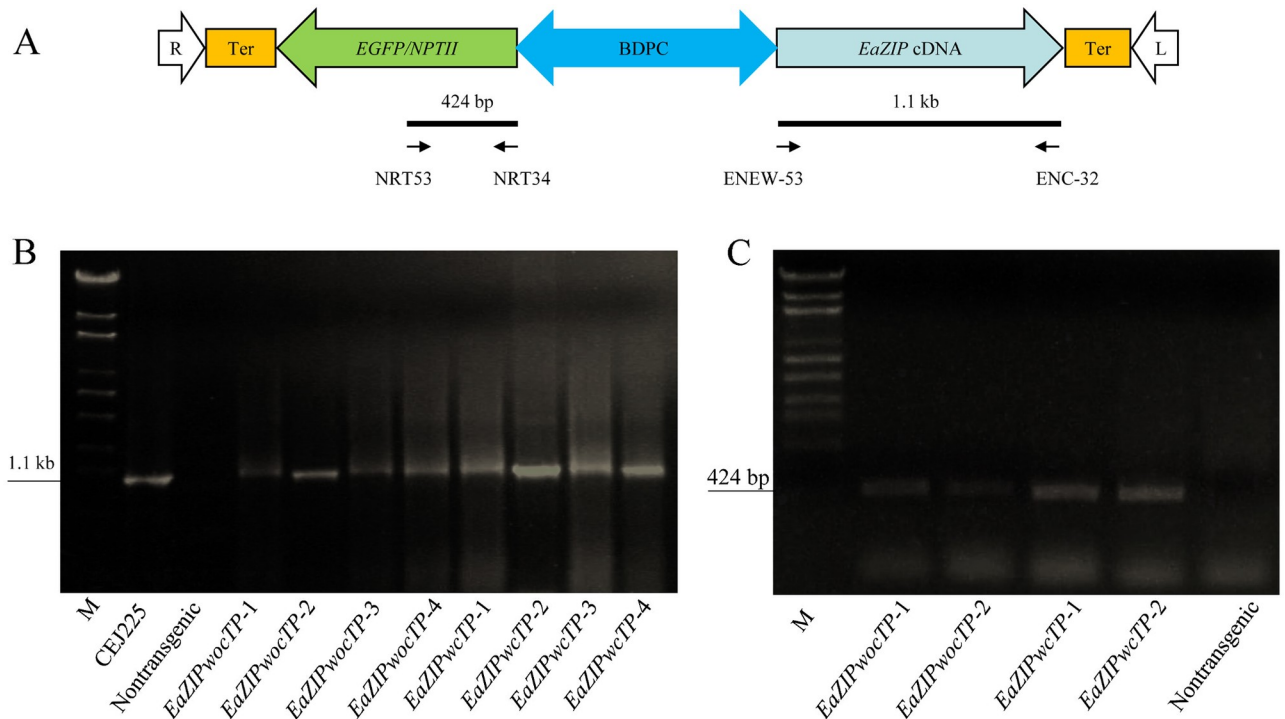 A
R
Ter
EGFP/NPTII
BDPC
EaZIP cDNA
Ter
L
424 bp
1.1 kb
NRT53
NRT34
ENEW-53
ENC-32
B
1.1 kb
M
CEJ225
Nontransgenic
EaZIPwocTP-1
EaZIPwocTP-2
EaZIPwocTP-3
EaZIPwocTP-4
EaZIPwcTP-1
EaZIPwcTP-2
EaZIPwcTP-3
EaZIPwcTP-4
C
424 bp
M
EaZIPwocTP-1
EaZIPwocTP-2
EaZIPwcTP-1
EaZIPwcTP-2
Nontransgenic